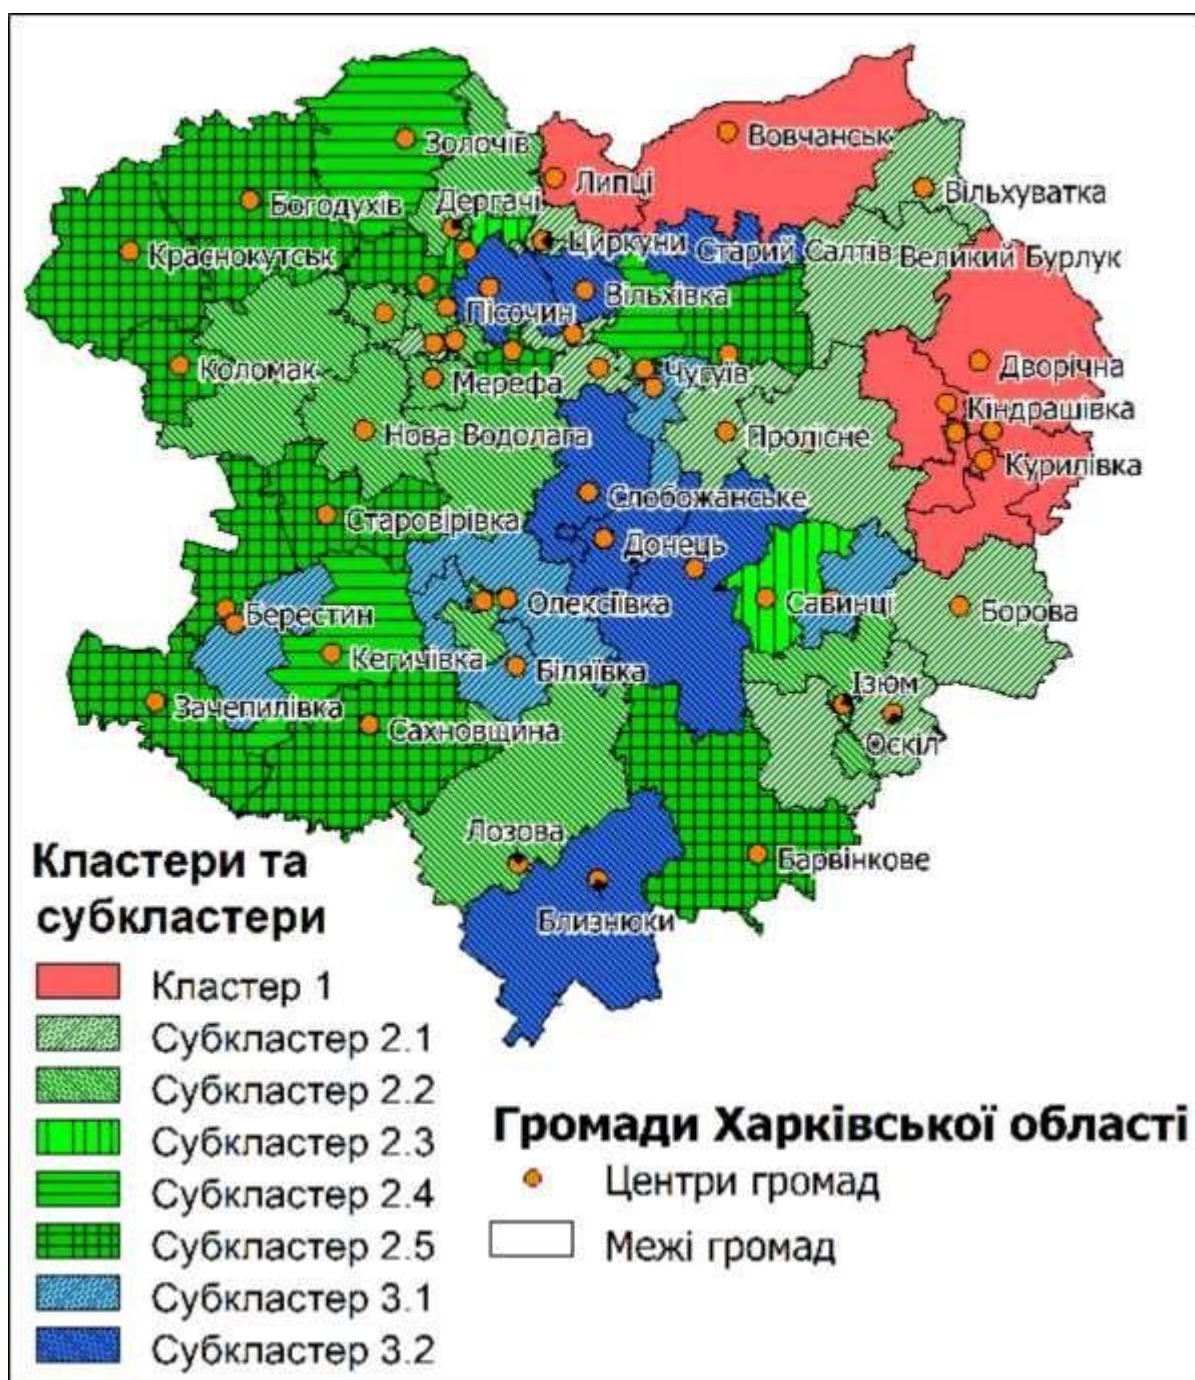 Золочів
Вовчанськ
Липці
Вільхуватка
Богодухів
Дергачі
Циркуни
Старий Салтів
Великий Бурлук
Краснокутськ
Пісочин
Вільхівка
Коломак
Мерефа
Чугуїв
Дворічна
Кіндрашівка
Нова Водолага
Пролісне
Курилівка
Слобожанське
Старовірівка
Донець
Берестин
Олексіївка
Савинці
Борова
Кегичівка
Біляївка
Ізюм
Зачепилівка
Сахновщина
Оскіл
Лозова
Барвінкове
Близнюки
Кластери та
субкластери
Кластер 1
Субкластер 2.1
Субкластер 2.2
Субкластер 2.3
Субкластер 2.4
Субкластер 2.5
Субкластер 3.1
Субкластер 3.2
Громади Харківської області
Центри громад
Межі громад